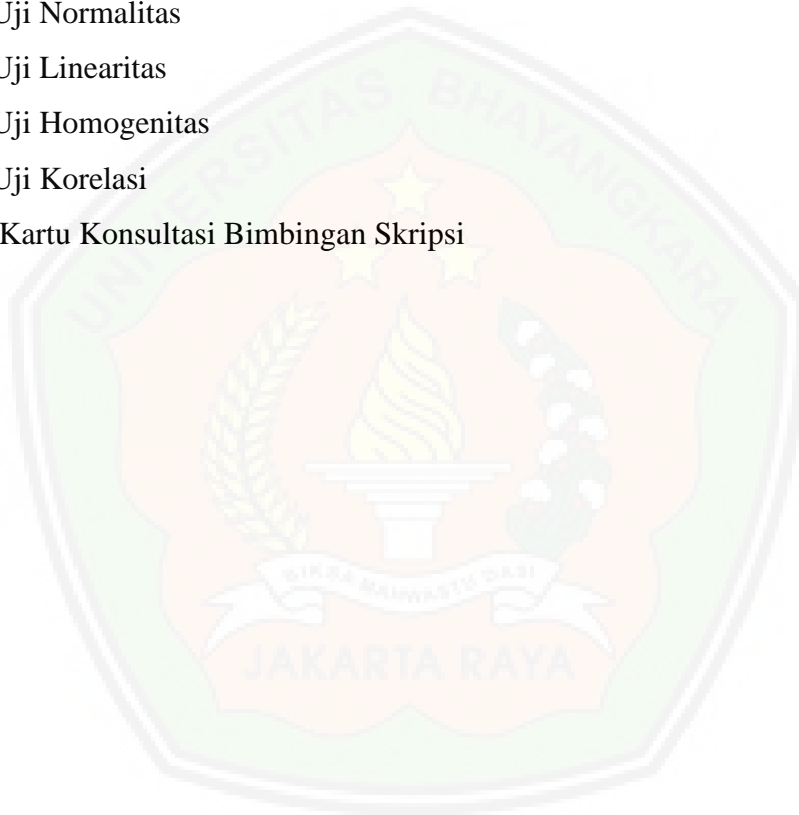 Uji Normalitas
Uji Linearitas
Uji Homogenitas
Uji Korelasi
Kartu Konsultasi Bimbingan Skripsi
UNIVERSITAS BHAYANGKARA
JAKARTA RAYA